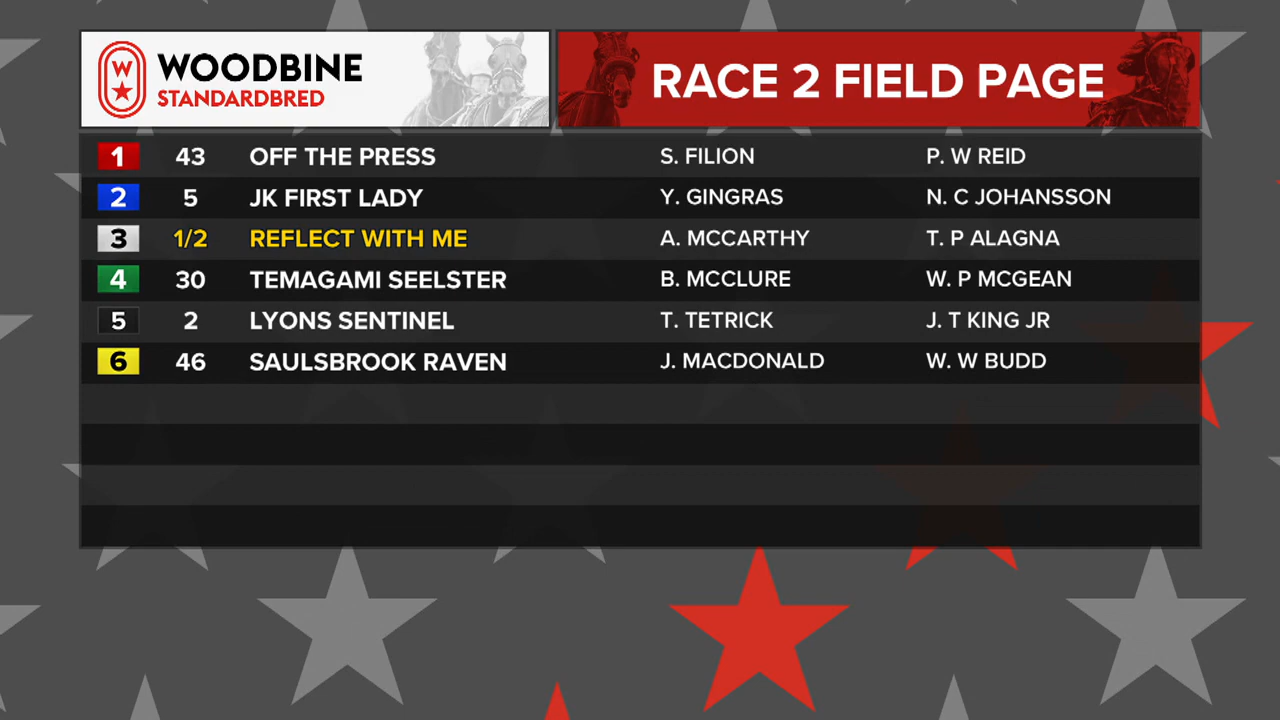 W
WOODBINE
STANDARDBRED
RACE 2 FIELD PAGE
1 43 OFF THE PRESS S. FILION P. W REID
2 5 JK FIRST LADY Y. GINGRAS N. C JOHANSSON
3 1/2 REFLECT WITH ME A. MCCARTHY T. P ALAGNA
4 30 TEMAGAMI SEELSTER B. MCCLURE W. P MCGEAN
5 2 LYONS SENTINEL T. TETRICK J. T KING JR
6 46 SAULSBROOK RAVEN J. MACDONALD W. W BUDD